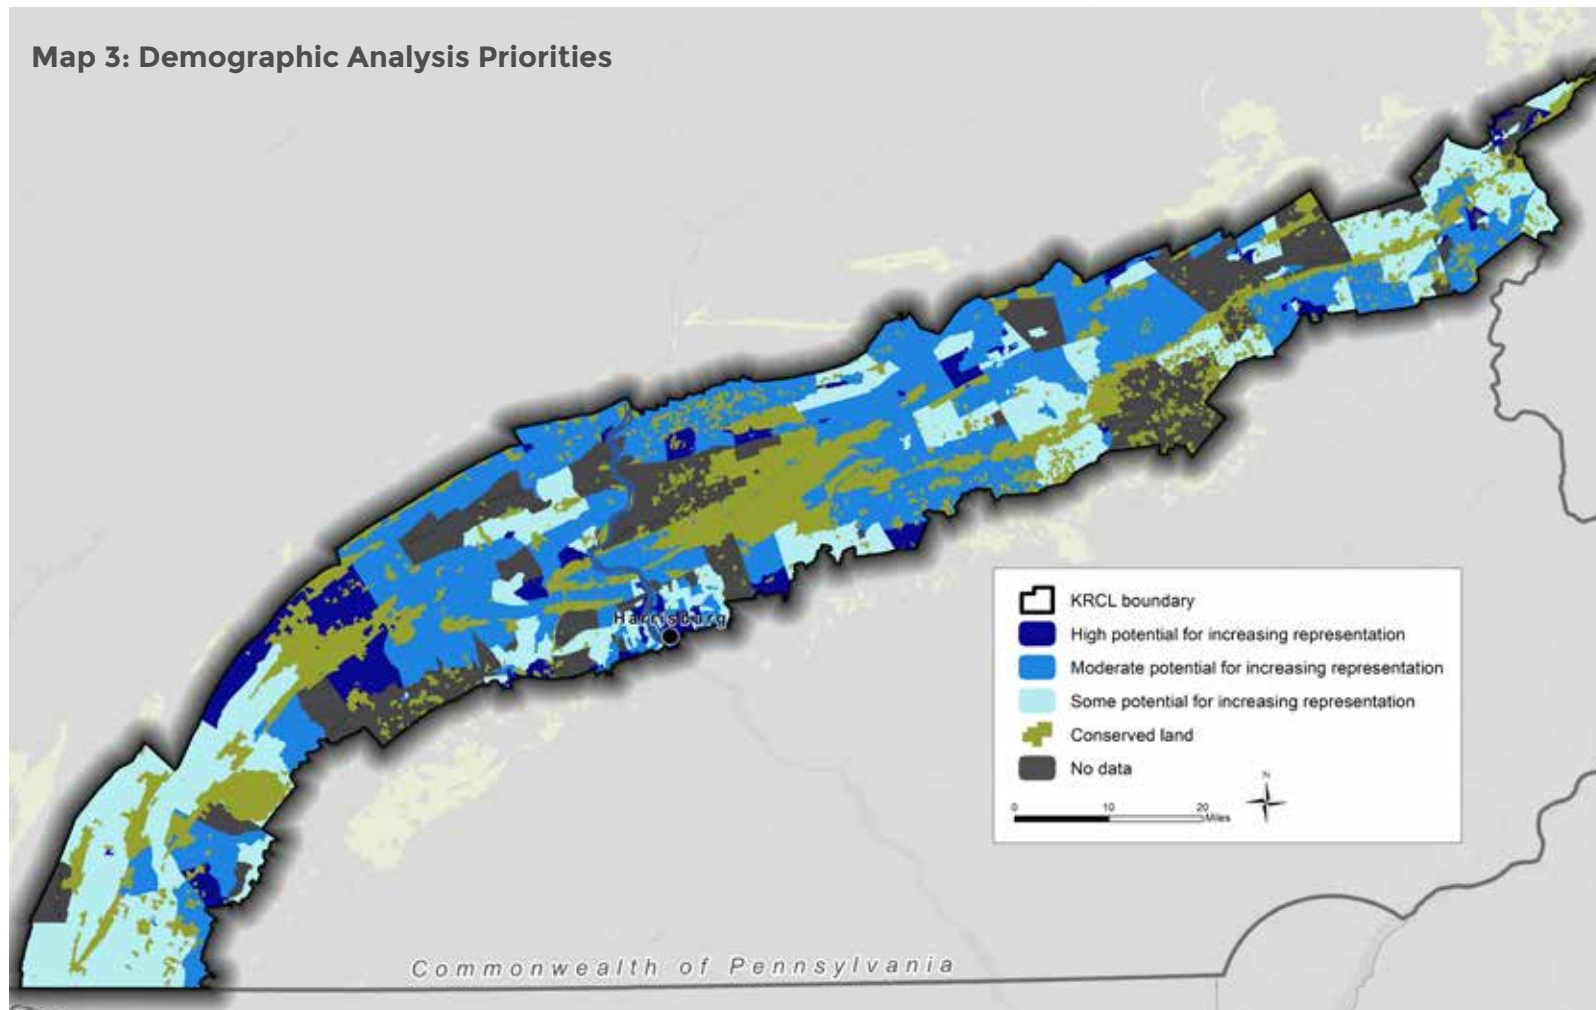 Map 3: Demographic Analysis Priorities
Harrisburg
KRCL boundary
High potential for increasing representation
Moderate potential for increasing representation
Some potential for increasing representation
Conserved land
No data
N
0 10 20
Miles
Commonwealth of Pennsylvania